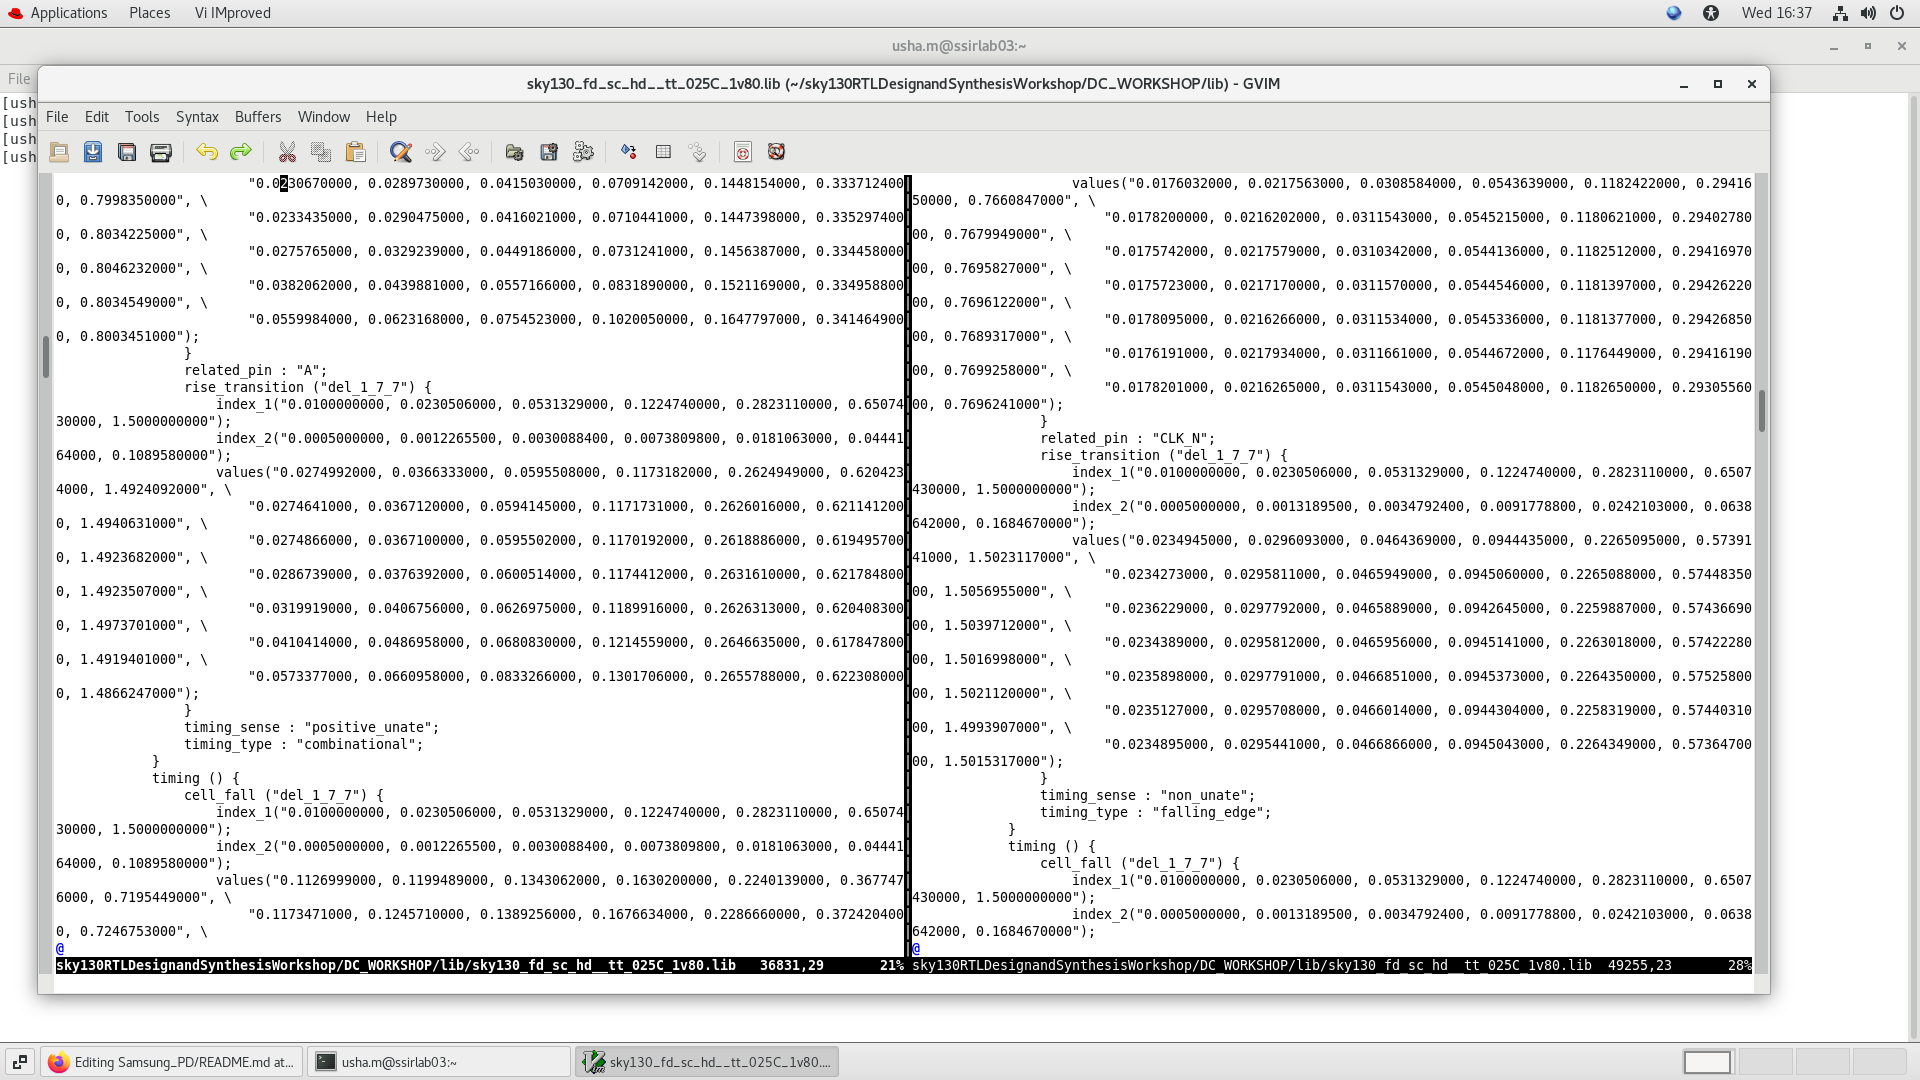 Applications Places Vi IMproved Wed 16:37
usha.m@ssirlab03:~
File
[ush
[ush
[ush
[ush
sky130_fd_sc_hd__tt_025C_1v80.lib (~/sky130RTLDesignandSynthesisWorkshop/DC_WORKSHOP/lib) - GVIM
File Edit Tools Syntax Buffers Window Help
"0.0230670000, 0.0289730000, 0.0415030000, 0.0709142000, 0.1448154000, 0.333712400
0, 0.7998350000", \
"0.0233435000, 0.0290475000, 0.0416021000, 0.0710441000, 0.1447398000, 0.335297400
0, 0.8034225000", \
"0.0275765000, 0.0329239000, 0.0449186000, 0.0731241000, 0.1456387000, 0.334458000
0, 0.8046232000", \
"0.0382062000, 0.0439881000, 0.0557166000, 0.0831890000, 0.1521169000, 0.334958800
0, 0.8034549000", \
"0.0559984000, 0.0623168000, 0.0754523000, 0.1020050000, 0.1647797000, 0.341464900
0, 0.8003451000");
}
related_pin : "A";
rise_transition ("del_1_7_7") {
index_1("0.0100000000, 0.0230506000, 0.0531329000, 0.1224740000, 0.2823110000, 0.65074
30000, 1.5000000000");
index_2("0.0005000000, 0.0012265500, 0.0030088400, 0.0073809800, 0.0181063000, 0.04441
64000, 0.1089580000");
values("0.0274992000, 0.0366333000, 0.0595508000, 0.1173182000, 0.2624949000, 0.620423
4000, 1.4924092000", \
"0.0274641000, 0.0367120000, 0.0594145000, 0.1171731000, 0.2626016000, 0.621141200
0, 1.4940631000", \
"0.0274866000, 0.0367100000, 0.0595502000, 0.1170192000, 0.2618886000, 0.619495700
0, 1.4923682000", \
"0.0286739000, 0.0376392000, 0.0600514000, 0.1174412000, 0.2631610000, 0.621784800
0, 1.4923507000", \
"0.0319919000, 0.0406756000, 0.0626975000, 0.1189916000, 0.2626313000, 0.620408300
0, 1.4973701000", \
"0.0410414000, 0.0486958000, 0.0680830000, 0.1214559000, 0.2646635000, 0.617847800
0, 1.4919401000", \
"0.0573377000, 0.0660958000, 0.0833266000, 0.1301706000, 0.2655788000, 0.622308000
0, 1.4866247000");
}
timing_sense : "positive_unate";
timing_type : "combinational";
}
timing () {
cell_fall ("del_1_7_7") {
index_1("0.0100000000, 0.0230506000, 0.0531329000, 0.1224740000, 0.2823110000, 0.65074
30000, 1.5000000000");
index_2("0.0005000000, 0.0012265500, 0.0030088400, 0.0073809800, 0.0181063000, 0.04441
64000, 0.1089580000");
values("0.1126999000, 0.1199489000, 0.1343062000, 0.1630200000, 0.2240139000, 0.367747
6000, 0.7195449000", \
"0.1173471000, 0.1245710000, 0.1389256000, 0.1676634000, 0.2286660000, 0.372420400
0, 0.7246753000", \
@
sky130RTLDesignandSynthesisWorkshop/DC_WORKSHOP/lib/sky130_fd_sc_hd__tt_025C_1v80.lib 36831,29 21%
values("0.0176032000, 0.0217563000, 0.0308584000, 0.0543639000, 0.1182422000, 0.29416
50000, 0.7660847000", \
"0.0178200000, 0.0216202000, 0.0311543000, 0.0545215000, 0.1180621000, 0.29402780
00, 0.7679949000", \
"0.0175742000, 0.0217579000, 0.0310342000, 0.0544136000, 0.1182512000, 0.29416970
00, 0.7695827000", \
"0.0175723000, 0.0217170000, 0.0311570000, 0.0544546000, 0.1181397000, 0.29426220
00, 0.7696122000", \
"0.0178095000, 0.0216266000, 0.0311534000, 0.0545336000, 0.1181377000, 0.29426850
00, 0.7689317000", \
"0.0176191000, 0.0217934000, 0.0311661000, 0.0544672000, 0.1176449000, 0.29416190
00, 0.7699258000", \
"0.0178201000, 0.0216265000, 0.0311543000, 0.0545048000, 0.1182650000, 0.29305560
00, 0.7696241000");
}
related_pin : "CLK_N";
rise_transition ("del_1_7_7") {
index_1("0.0100000000, 0.0230506000, 0.0531329000, 0.1224740000, 0.2823110000, 0.6507
430000, 1.5000000000");
index_2("0.0005000000, 0.0013189500, 0.0034792400, 0.0091778800, 0.0242103000, 0.0638
642000, 0.1684670000");
values("0.0234945000, 0.0296093000, 0.0464369000, 0.0944435000, 0.2265095000, 0.57391
41000, 1.5023117000", \
"0.0234273000, 0.0295811000, 0.0465949000, 0.0945060000, 0.2265088000, 0.57448350
00, 1.5056955000", \
"0.0236229000, 0.0297792000, 0.0465889000, 0.0942645000, 0.2259887000, 0.57436690
00, 1.5039712000", \
"0.0234389000, 0.0295812000, 0.0465956000, 0.0945141000, 0.2263018000, 0.57422280
00, 1.5016998000", \
"0.0235898000, 0.0297791000, 0.0466851000, 0.0945373000, 0.2264350000, 0.57525800
00, 1.5021120000", \
"0.0235127000, 0.0295708000, 0.0466014000, 0.0944304000, 0.2258319000, 0.57440310
00, 1.4993907000", \
"0.0234895000, 0.0295441000, 0.0466866000, 0.0945043000, 0.2264349000, 0.57364700
00, 1.5015317000");
}
timing_sense : "non_unate";
timing_type : "falling_edge";
}
timing () {
cell_fall ("del_1_7_7") {
index_1("0.0100000000, 0.0230506000, 0.0531329000, 0.1224740000, 0.2823110000, 0.6507
430000, 1.5000000000");
index_2("0.0005000000, 0.0013189500, 0.0034792400, 0.0091778800, 0.0242103000, 0.0638
642000, 0.1684670000");
@
sky130RTLDesignandSynthesisWorkshop/DC_WORKSHOP/lib/sky130_fd_sc_hd__tt_025C_1v80.lib 49255,23 28%
Editing Samsung_PD/README.md at... usha.m@ssirlab03:~ sky130_fd_sc_hd__tt_025C_1v80....